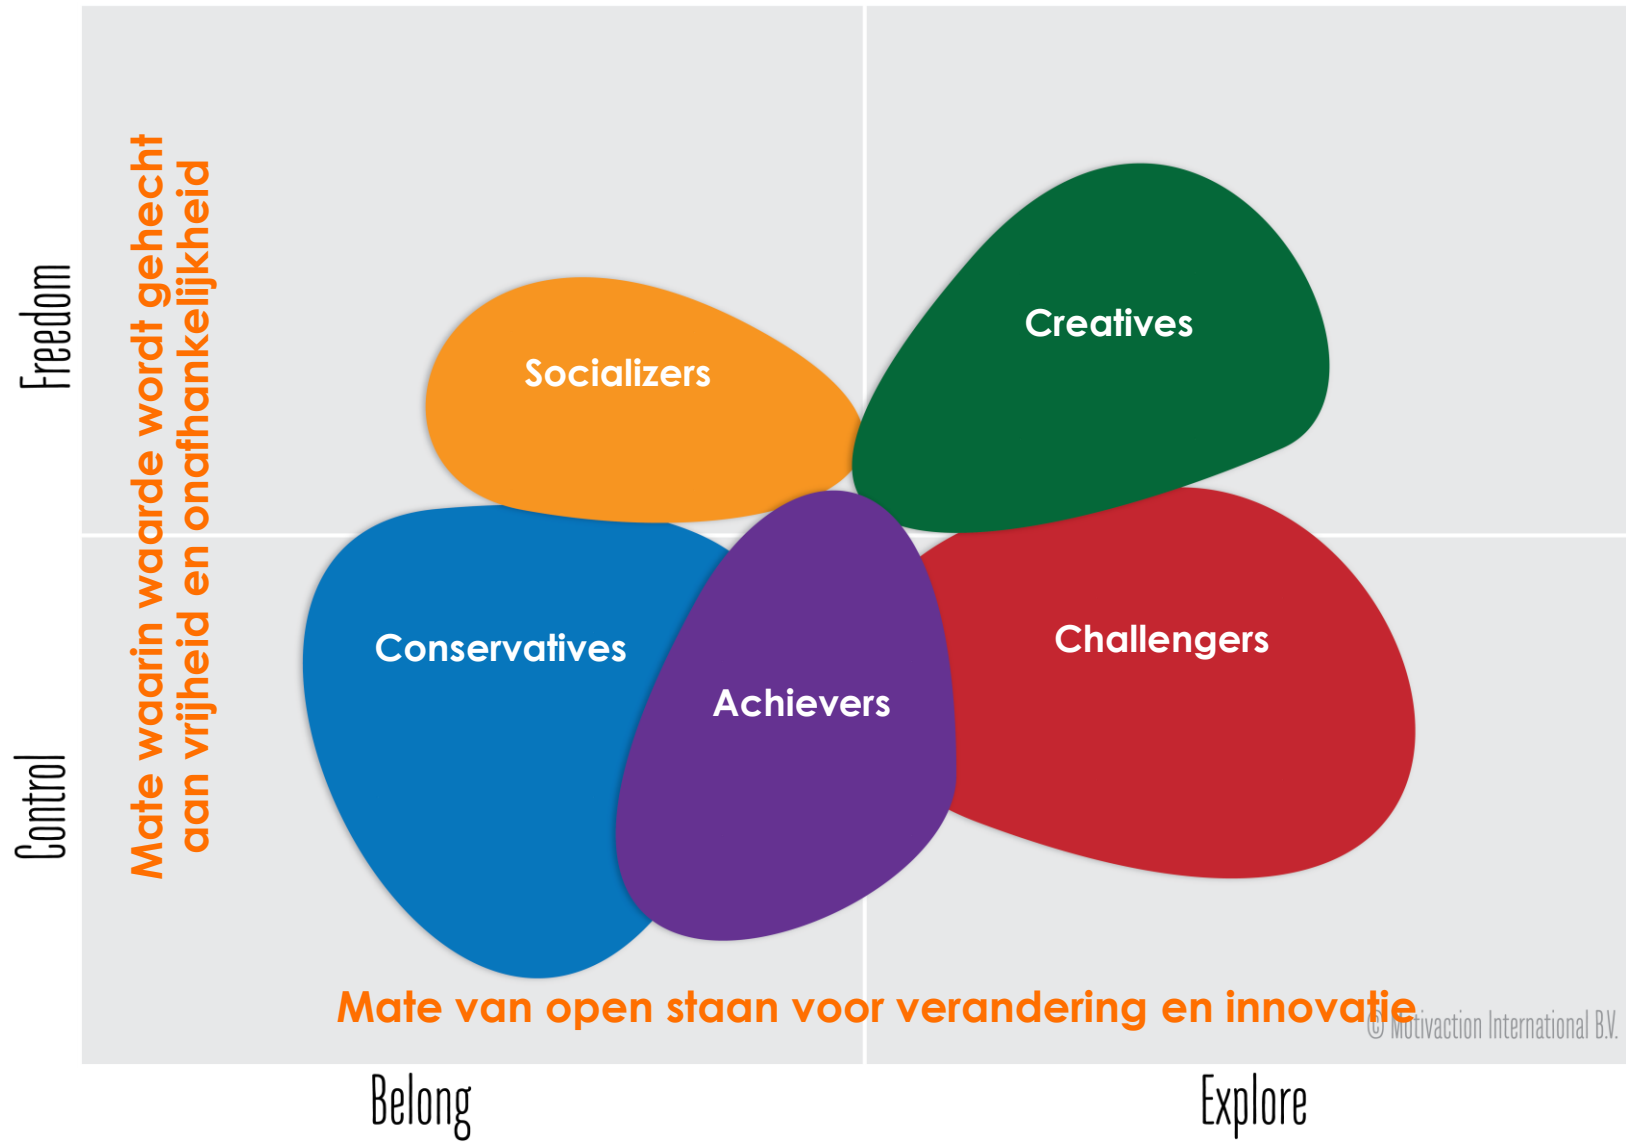 Freedom
Control
Mate waarin waarde wordt gehecht
aan vrijheid en onafhankelijkheid
Creatives
Socializers
Challengers
Conservatives
Achievers
Mate van open staan voor verandering en innovatie
© Motivaction International B.V.
Belong
Explore